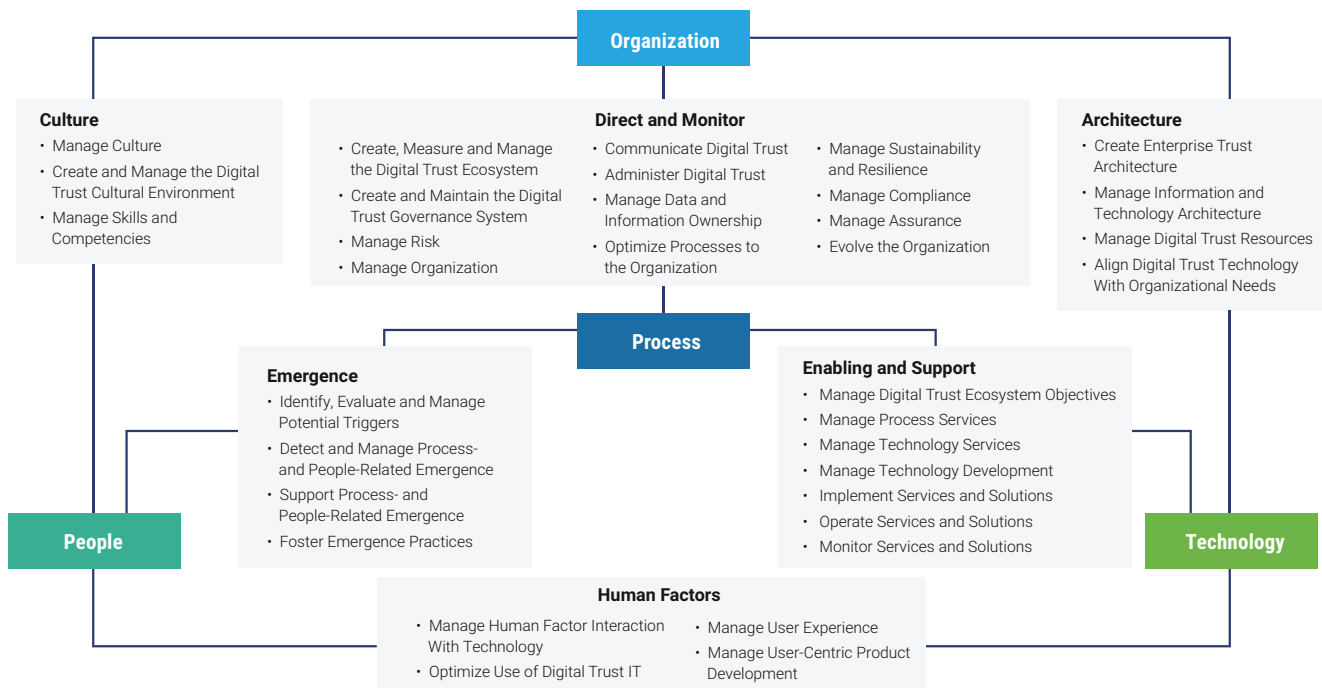 Organization
Culture
• Manage Culture
• Create and Manage the Digital
Trust Cultural Environment
• Manage Skills and
Competencies
Direct and Monitor
• Create, Measure and Manage
the Digital Trust Ecosystem
• Create and Maintain the Digital
Trust Governance System
• Manage Risk
• Manage Organization
• Communicate Digital Trust
• Administer Digital Trust
• Manage Data and
Information Ownership
• Optimize Processes to
the Organization
• Manage Sustainability
and Resilience
• Manage Compliance
• Manage Assurance
• Evolve the Organization
Architecture
• Create Enterprise Trust
Architecture
• Manage Information and
Technology Architecture
• Manage Digital Trust Resources
• Align Digital Trust Technology
With Organizational Needs
Process
Emergence
• Identify, Evaluate and Manage
Potential Triggers
• Detect and Manage Process-
and People-Related Emergence
• Support Process- and
People-Related Emergence
• Foster Emergence Practices
Enabling and Support
• Manage Digital Trust Ecosystem Objectives
• Manage Process Services
• Manage Technology Services
• Manage Technology Development
• Implement Services and Solutions
• Operate Services and Solutions
• Monitor Services and Solutions
People
Technology
Human Factors
• Manage Human Factor Interaction
With Technology
• Optimize Use of Digital Trust IT
• Manage User Experience
• Manage User-Centric Product
Development